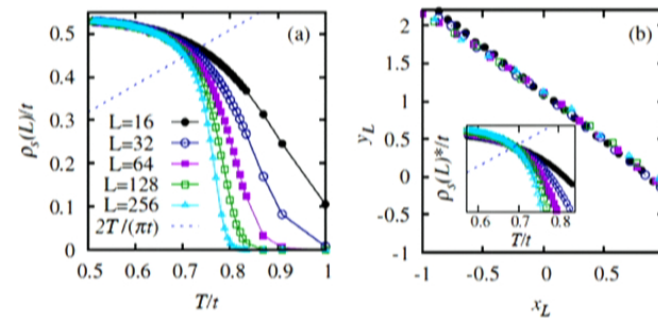 (a)
0.5
0.4
0.3
0.2
0.1
0
ρs(L)/t
L=16
L=32
L=64
L=128
L=256
2T/(πt)
0.5 0.6 0.7 0.8 0.9 1
T/t
(b)
2
1.5
1
0.5
0
-0.5
-1
yL
ρs(L)*/t
0.6 0.7 0.8
T/t
-1 -0.5 0 0.5
xL